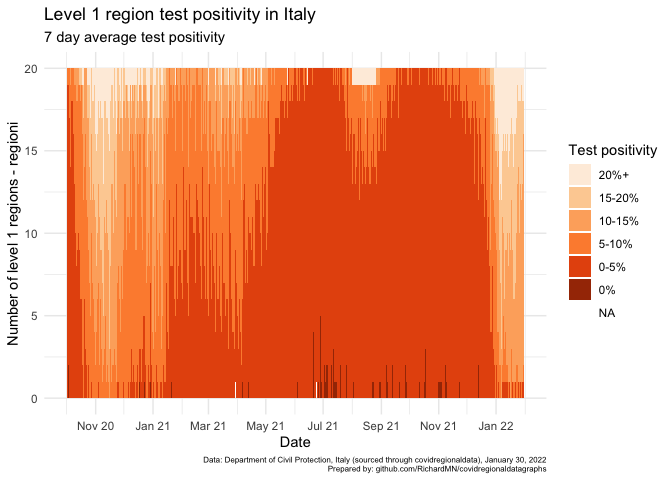 Level 1 region test positivity in Italy
7 day average test positivity
Number of level 1 regions - regioni
20
15
10
5
0
Nov 20
Jan 21
Mar 21
May 21
Jul 21
Sep 21
Nov 21
Jan 22
Date
Test positivity
20%+
15-20%
10-15%
5-10%
0-5%
0%
NA
Data: Department of Civil Protection, Italy (sourced through covidregionaldata), January 30, 2022
Prepared by: github.com/RichardMN/covidregionaldatagraphs